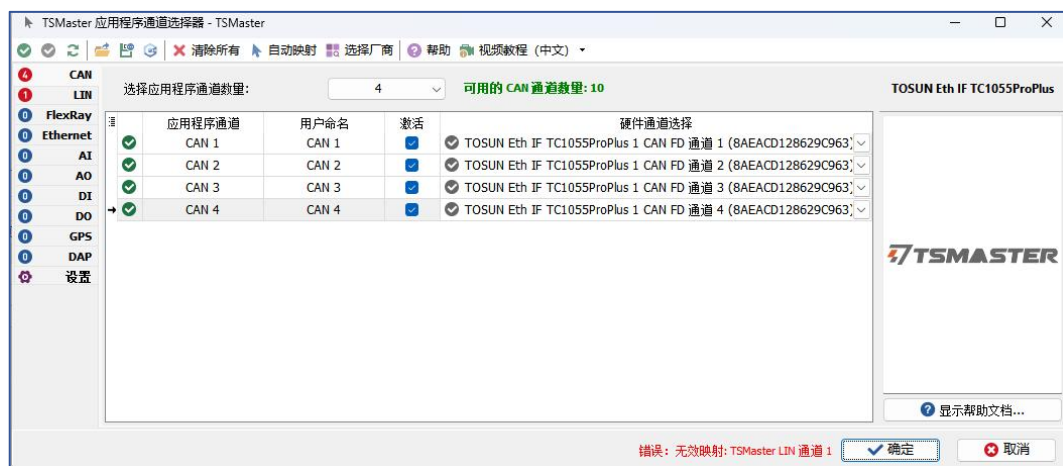 TSMaster 应用程序通道选择器 - TSMaster
清除所有 自动映射 选择厂商 帮助 视频教程（中文）
4 CAN
1 LIN
0 FlexRay
0 Ethernet
0 AI
0 AO
0 DI
0 DO
0 GPS
0 DAP
设置
选择应用程序通道数量: 4 可用的 CAN 通道数量: 10
应用程序通道 用户命名 激活 硬件通道选择
CAN 1 CAN 1 TOSUN Eth IF TC1055ProPlus 1 CAN FD 通道 1 (8AEACD128629C963)
CAN 2 CAN 2 TOSUN Eth IF TC1055ProPlus 1 CAN FD 通道 2 (8AEACD128629C963)
CAN 3 CAN 3 TOSUN Eth IF TC1055ProPlus 1 CAN FD 通道 3 (8AEACD128629C963)
CAN 4 CAN 4 TOSUN Eth IF TC1055ProPlus 1 CAN FD 通道 4 (8AEACD128629C963)
TOSUN Eth IF TC1055ProPlus
TSMASTER
显示帮助文档...
错误：无效映射: TSMaster LIN 通道 1 确定 取消